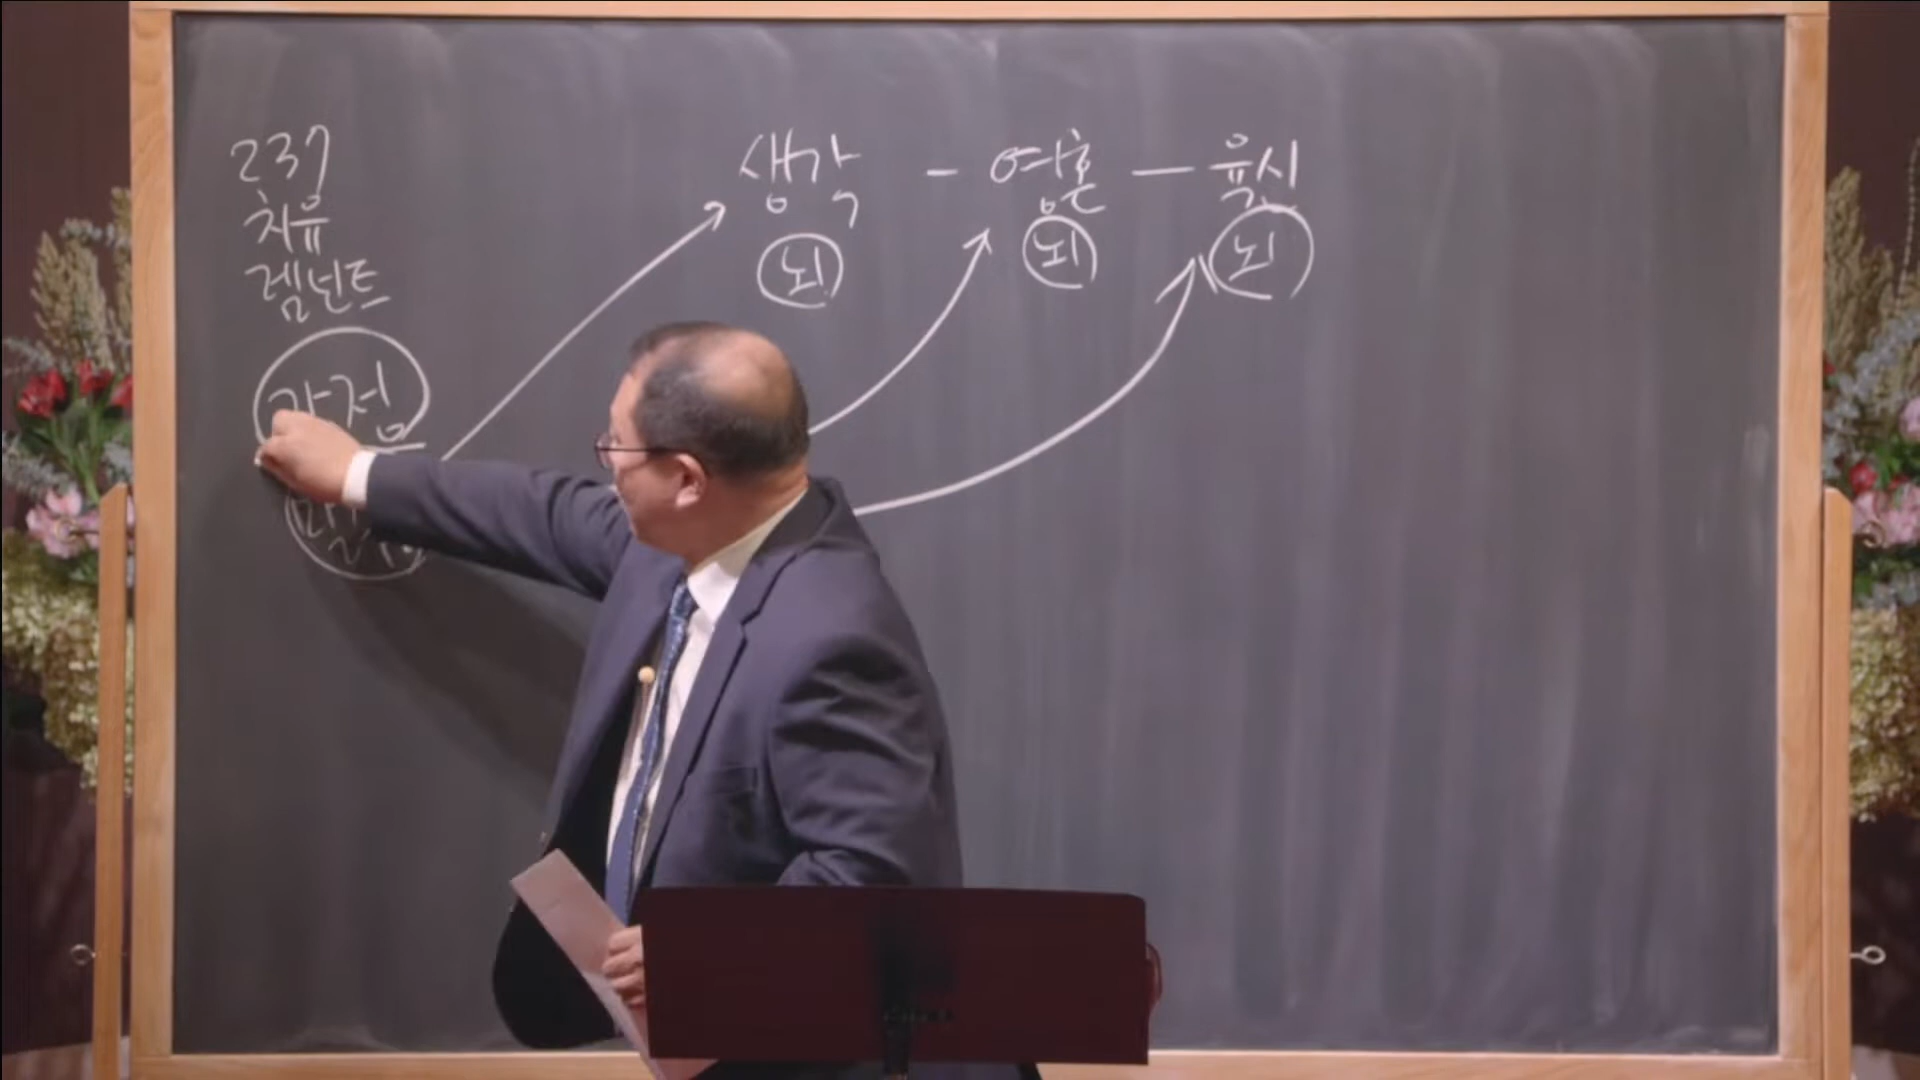 237
치유
렘넌트
생각 - 영혼 - 육신
뇌 뇌 뇌